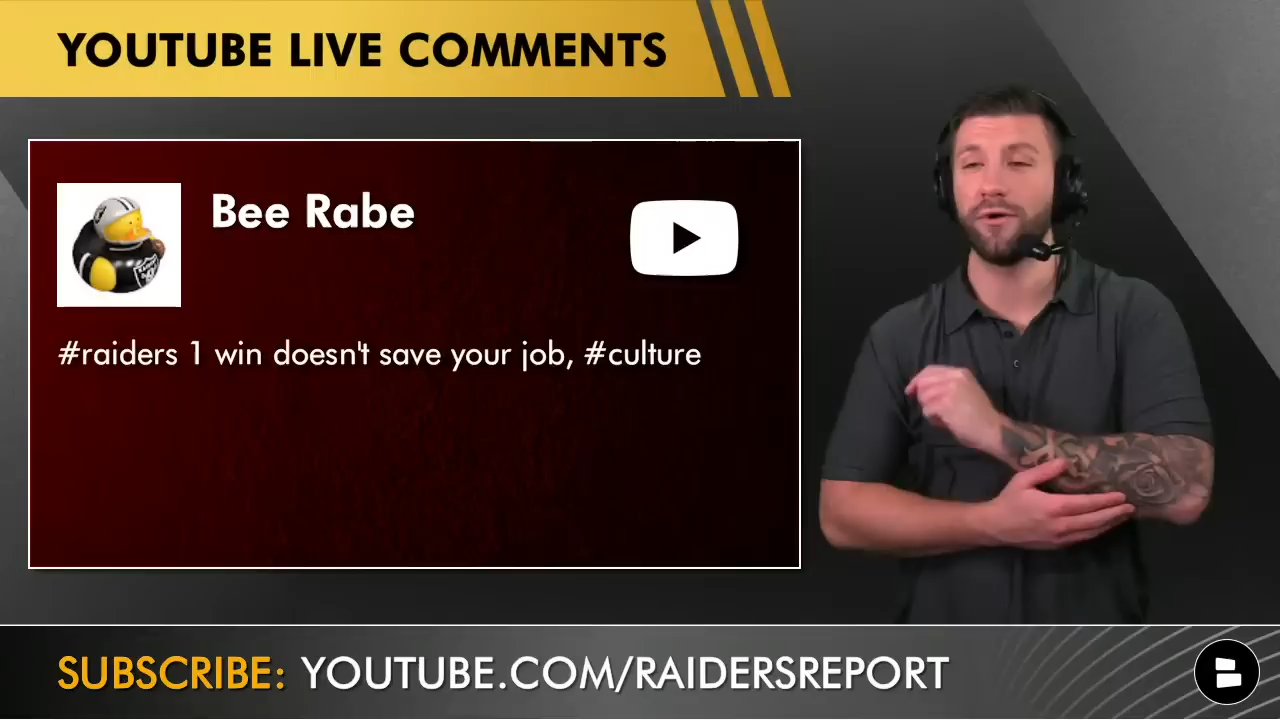 YOUTUBE LIVE COMMENTS
Bee Rabe
#raiders 1 win doesn't save your job, #culture
SUBSCRIBE: YOUTUBE.COM/RAIDERSREPORT